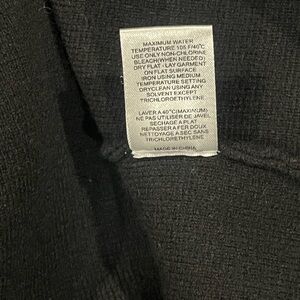 MAXIMUM WATER
TEMPERATURE 105 F/40°C
USE ONLY NON-CHLORINE
BLEACH(WHEN NEEDED)
DRY FLAT - LAY GARMENT
ON FLAT SURFACE
IRON USING MEDIUM
TEMPERATURE SETTING
DRYCLEAN USING ANY
SOLVENT EXCEPT
TRICHLOROETHYLENE
LAVER A 40°C(MAXIMUM)
NE PAS UTILISER DE JAVEL
SECHAGE A PLAT
REPASSER A FER DOUX
NETTOYAGE A SEC SANS
TRICHLORETHYLENE
MADE IN CHINA